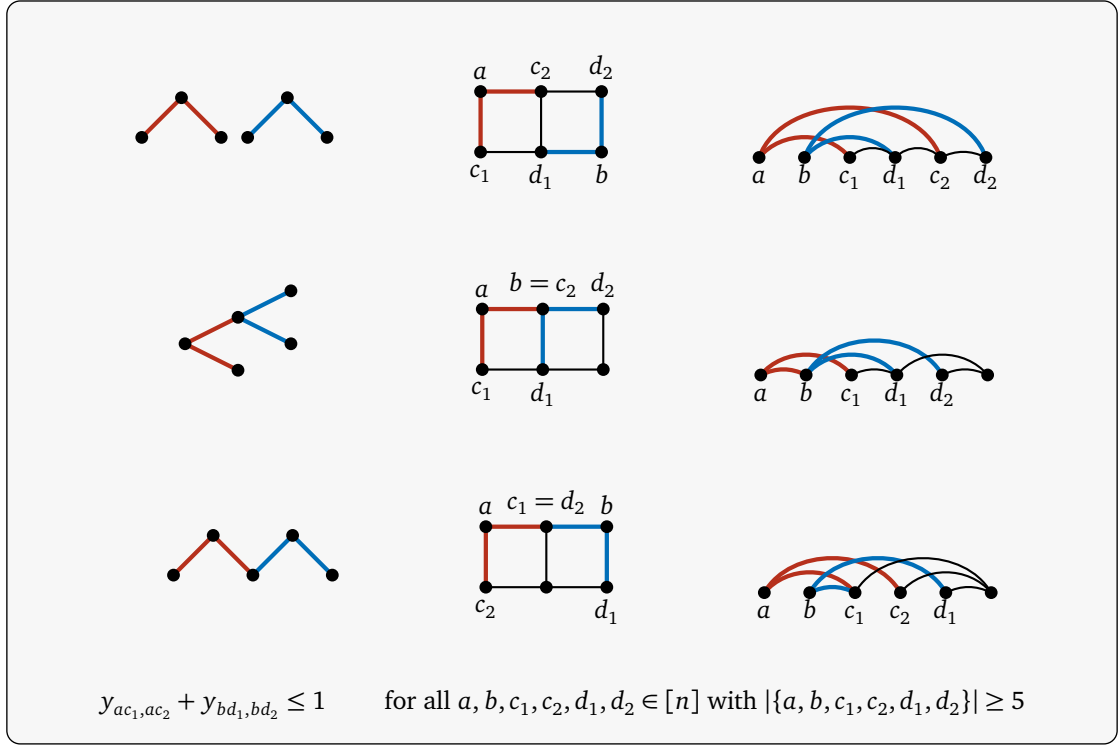 a c₂ d₂
c₁ d₁ b
a b c₁ d₁ c₂ d₂
a b = c₂ d₂
c₁ d₁
a b c₁ d₁ d₂
a c₁ = d₂ b
c₂ d₁
a b c₁ c₂ d₁
y_{ac₁,ac₂} + y_{bd₁,bd₂} ≤ 1 for all a, b, c₁, c₂, d₁, d₂ ∈ [n] with |{a, b, c₁, c₂, d₁, d₂}| ≥ 5